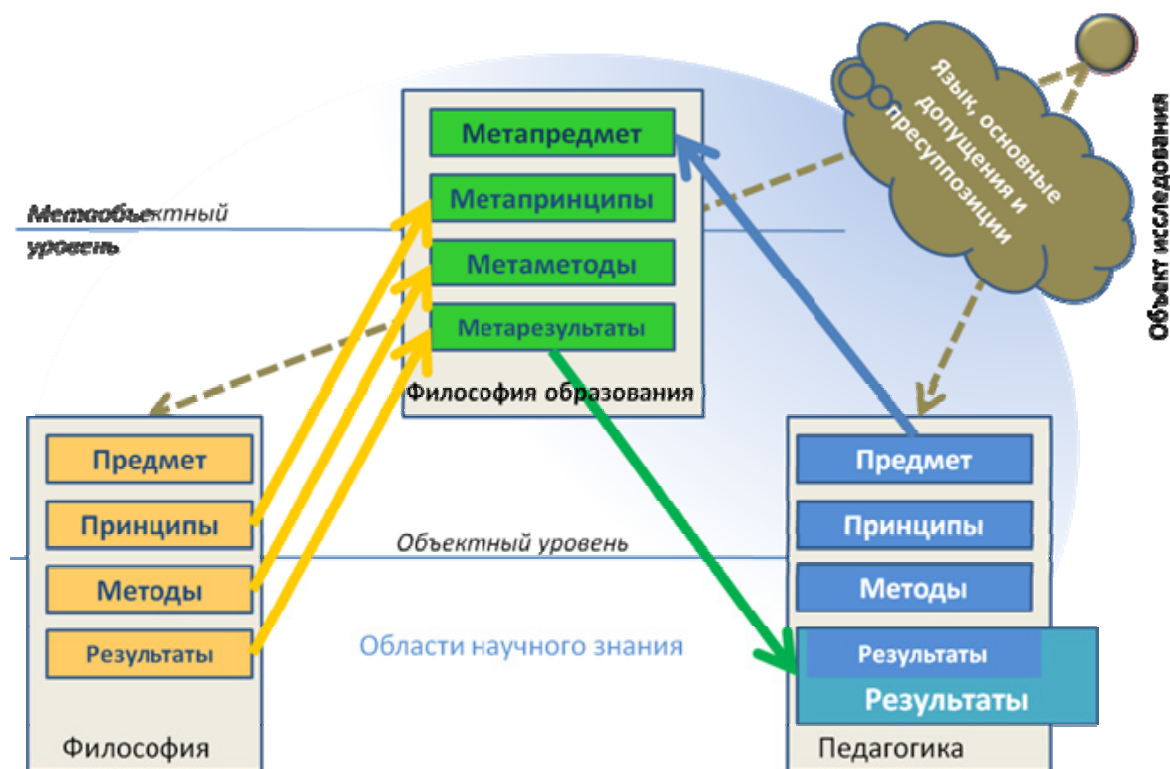 Язык, основные
допущения и
пресуппозиции
Объект исследования
Метапредмет
Метапринципы
Метаметоды
Метарезультаты
Философия образования
Метаобъектный
уровень
Предмет
Принципы
Методы
Результаты
Философия
Объектный уровень
Области научного знания
Предмет
Принципы
Методы
Результаты
Результаты
Педагогика